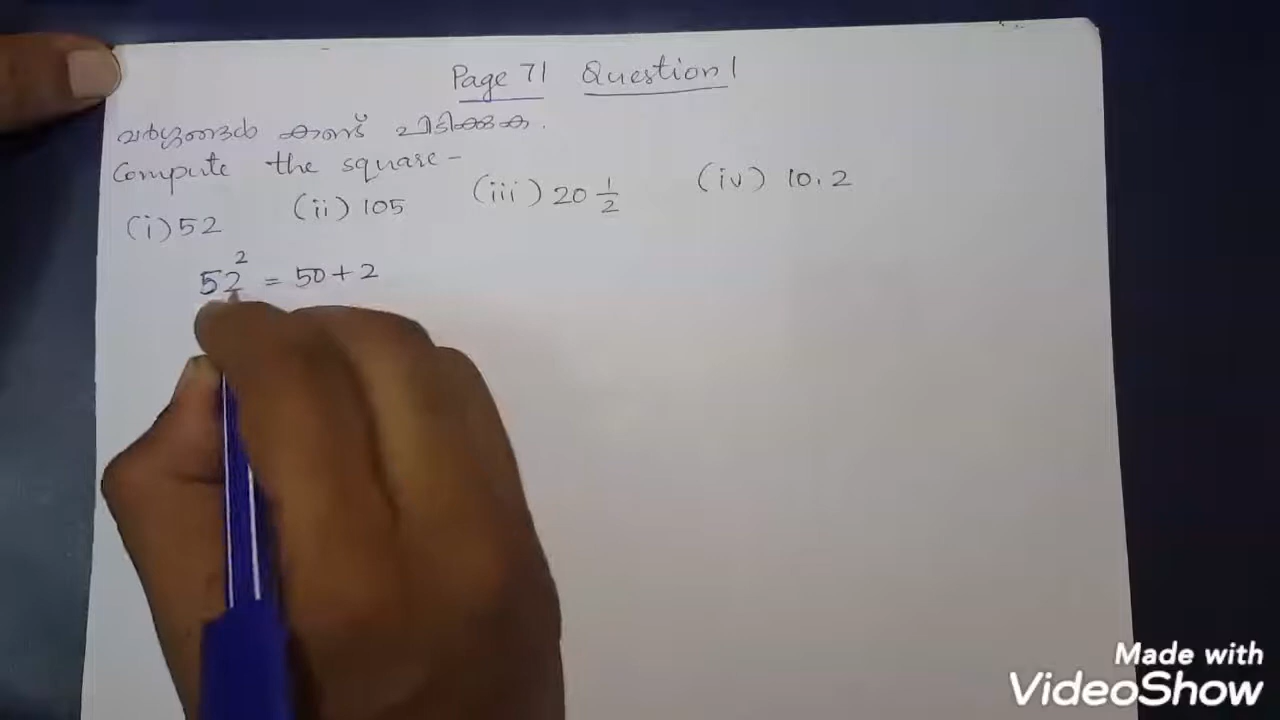 Page 71 Question 1
വർഗ്ഗങ്ങൾ കണ്ട് പിടിക്കുക.
Compute the square -
(i) 52 (ii) 105 (iii) 20 1/2 (iv) 10.2
52² = 50 + 2
Made with
VideoShow